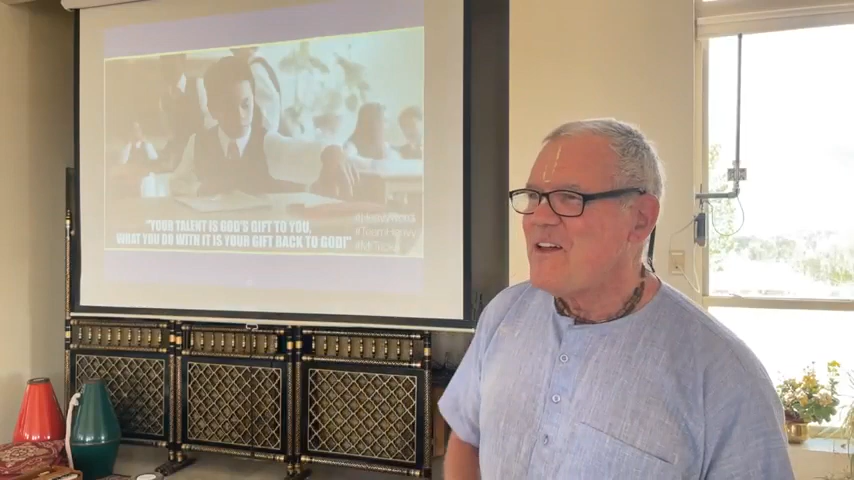 "YOUR TALENT IS GOD'S GIFT TO YOU,
WHAT YOU DO WITH IT IS YOUR GIFT BACK TO GOD!"